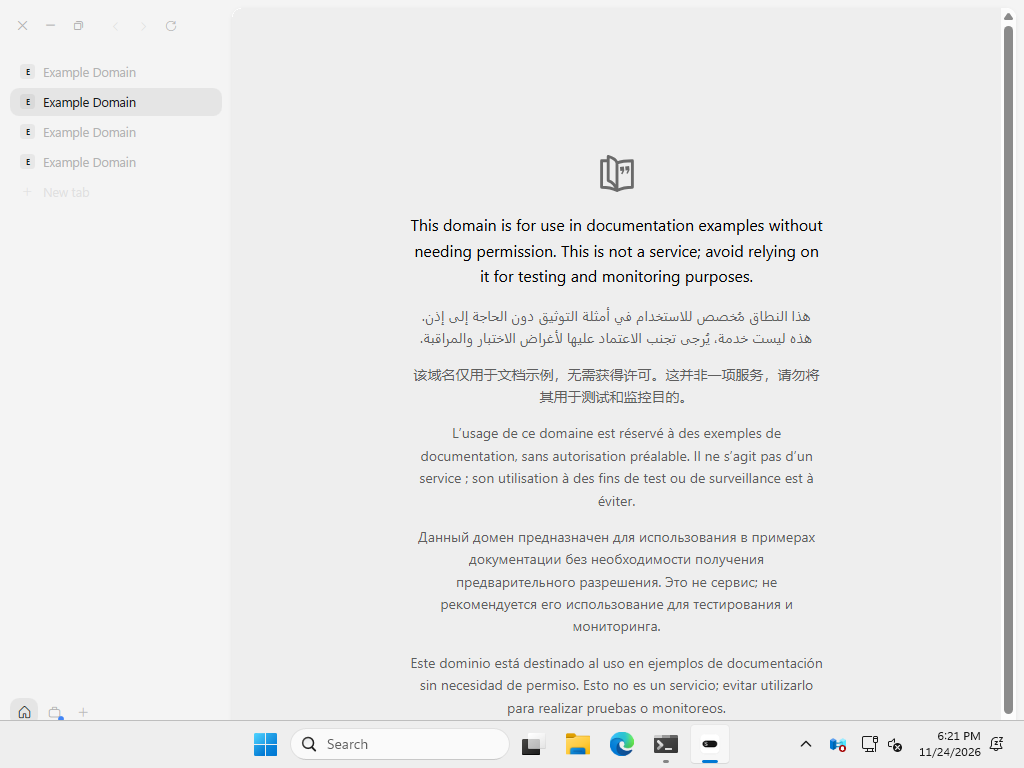 E Example Domain
E Example Domain
E Example Domain
E Example Domain
+ New tab
This domain is for use in documentation examples without
needing permission. This is not a service; avoid relying on
it for testing and monitoring purposes.
هذا النطاق مُخصص للاستخدام في أمثلة التوثيق دون الحاجة إلى إذن.
هذه ليست خدمة، يُرجى تجنب الاعتماد عليها لأغراض الاختبار والمراقبة.
该域名仅用于文档示例，无需获得许可。这并非一项服务，请勿将
其用于测试和监控目的。
L’usage de ce domaine est réservé à des exemples de
documentation, sans autorisation préalable. Il ne s’agit pas d’un
service ; son utilisation à des fins de test ou de surveillance est à
éviter.
Данный домен предназначен для использования в примерах
документации без необходимости получения
предварительного разрешения. Это не сервис; не
рекомендуется его использование для тестирования и
мониторинга.
Este dominio está destinado al uso en ejemplos de documentación
sin necesidad de permiso. Esto no es un servicio; evitar utilizarlo
para realizar pruebas o monitoreos.
Search
6:21 PM
11/24/2026